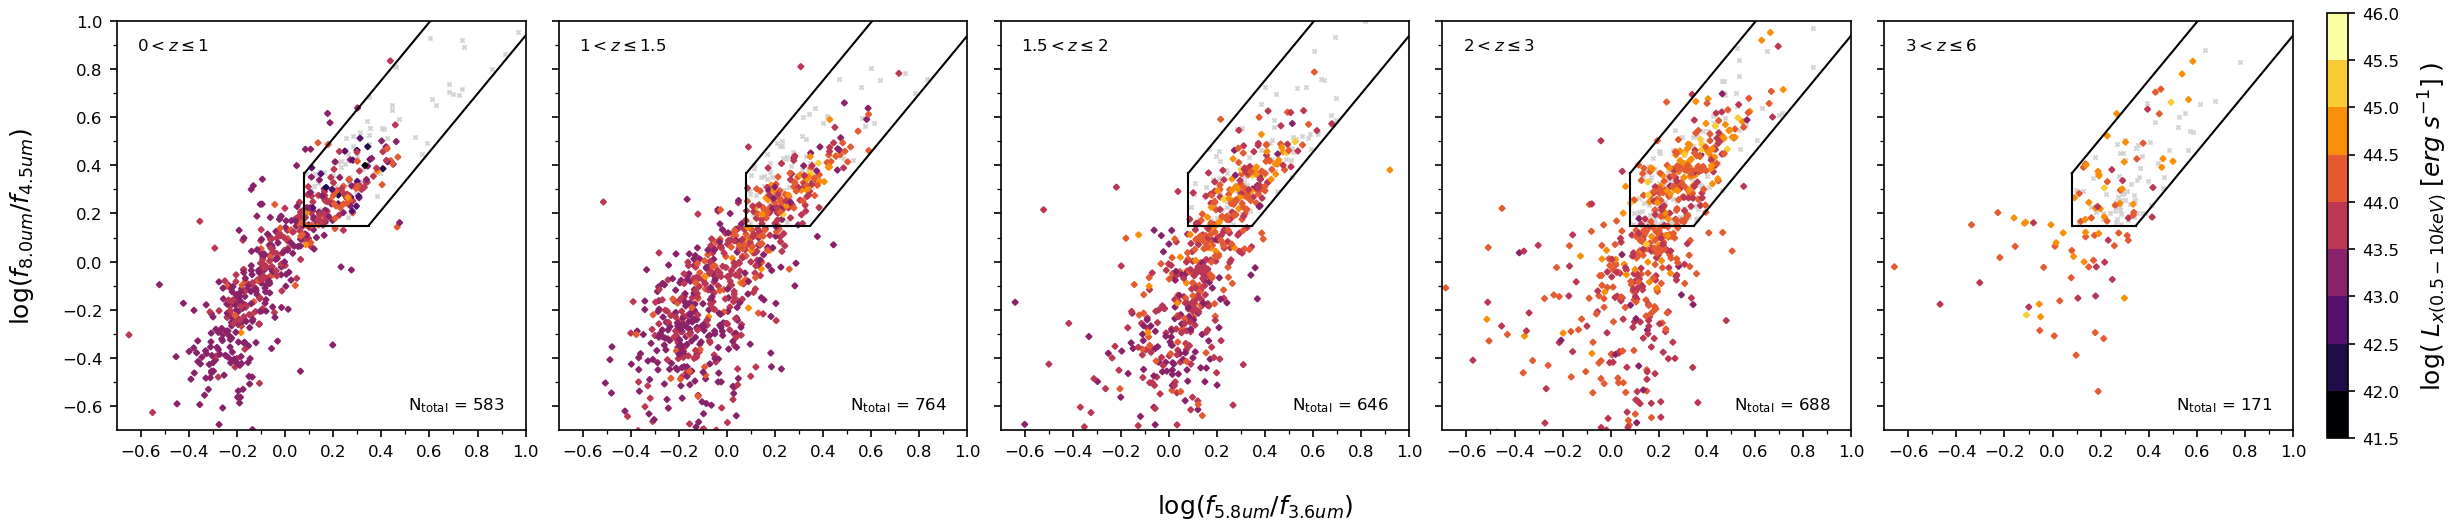 log(f8.0um/f4.5um)
1.0
0.8
0.6
0.4
0.2
0.0
−0.2
−0.4
−0.6
0 < z ≤ 1
Ntotal = 583
−0.6 −0.4 −0.2 0.0 0.2 0.4 0.6 0.8 1.0
1 < z ≤ 1.5
Ntotal = 764
−0.6 −0.4 −0.2 0.0 0.2 0.4 0.6 0.8 1.0
1.5 < z ≤ 2
Ntotal = 646
−0.6 −0.4 −0.2 0.0 0.2 0.4 0.6 0.8 1.0
2 < z ≤ 3
Ntotal = 688
−0.6 −0.4 −0.2 0.0 0.2 0.4 0.6 0.8 1.0
3 < z ≤ 6
Ntotal = 171
−0.6 −0.4 −0.2 0.0 0.2 0.4 0.6 0.8 1.0
log(f5.8um/f3.6um)
46.0
45.5
45.0
44.5
44.0
43.5
43.0
42.5
42.0
41.5
log( Lx(0.5 − 10keV) [erg s−1] )